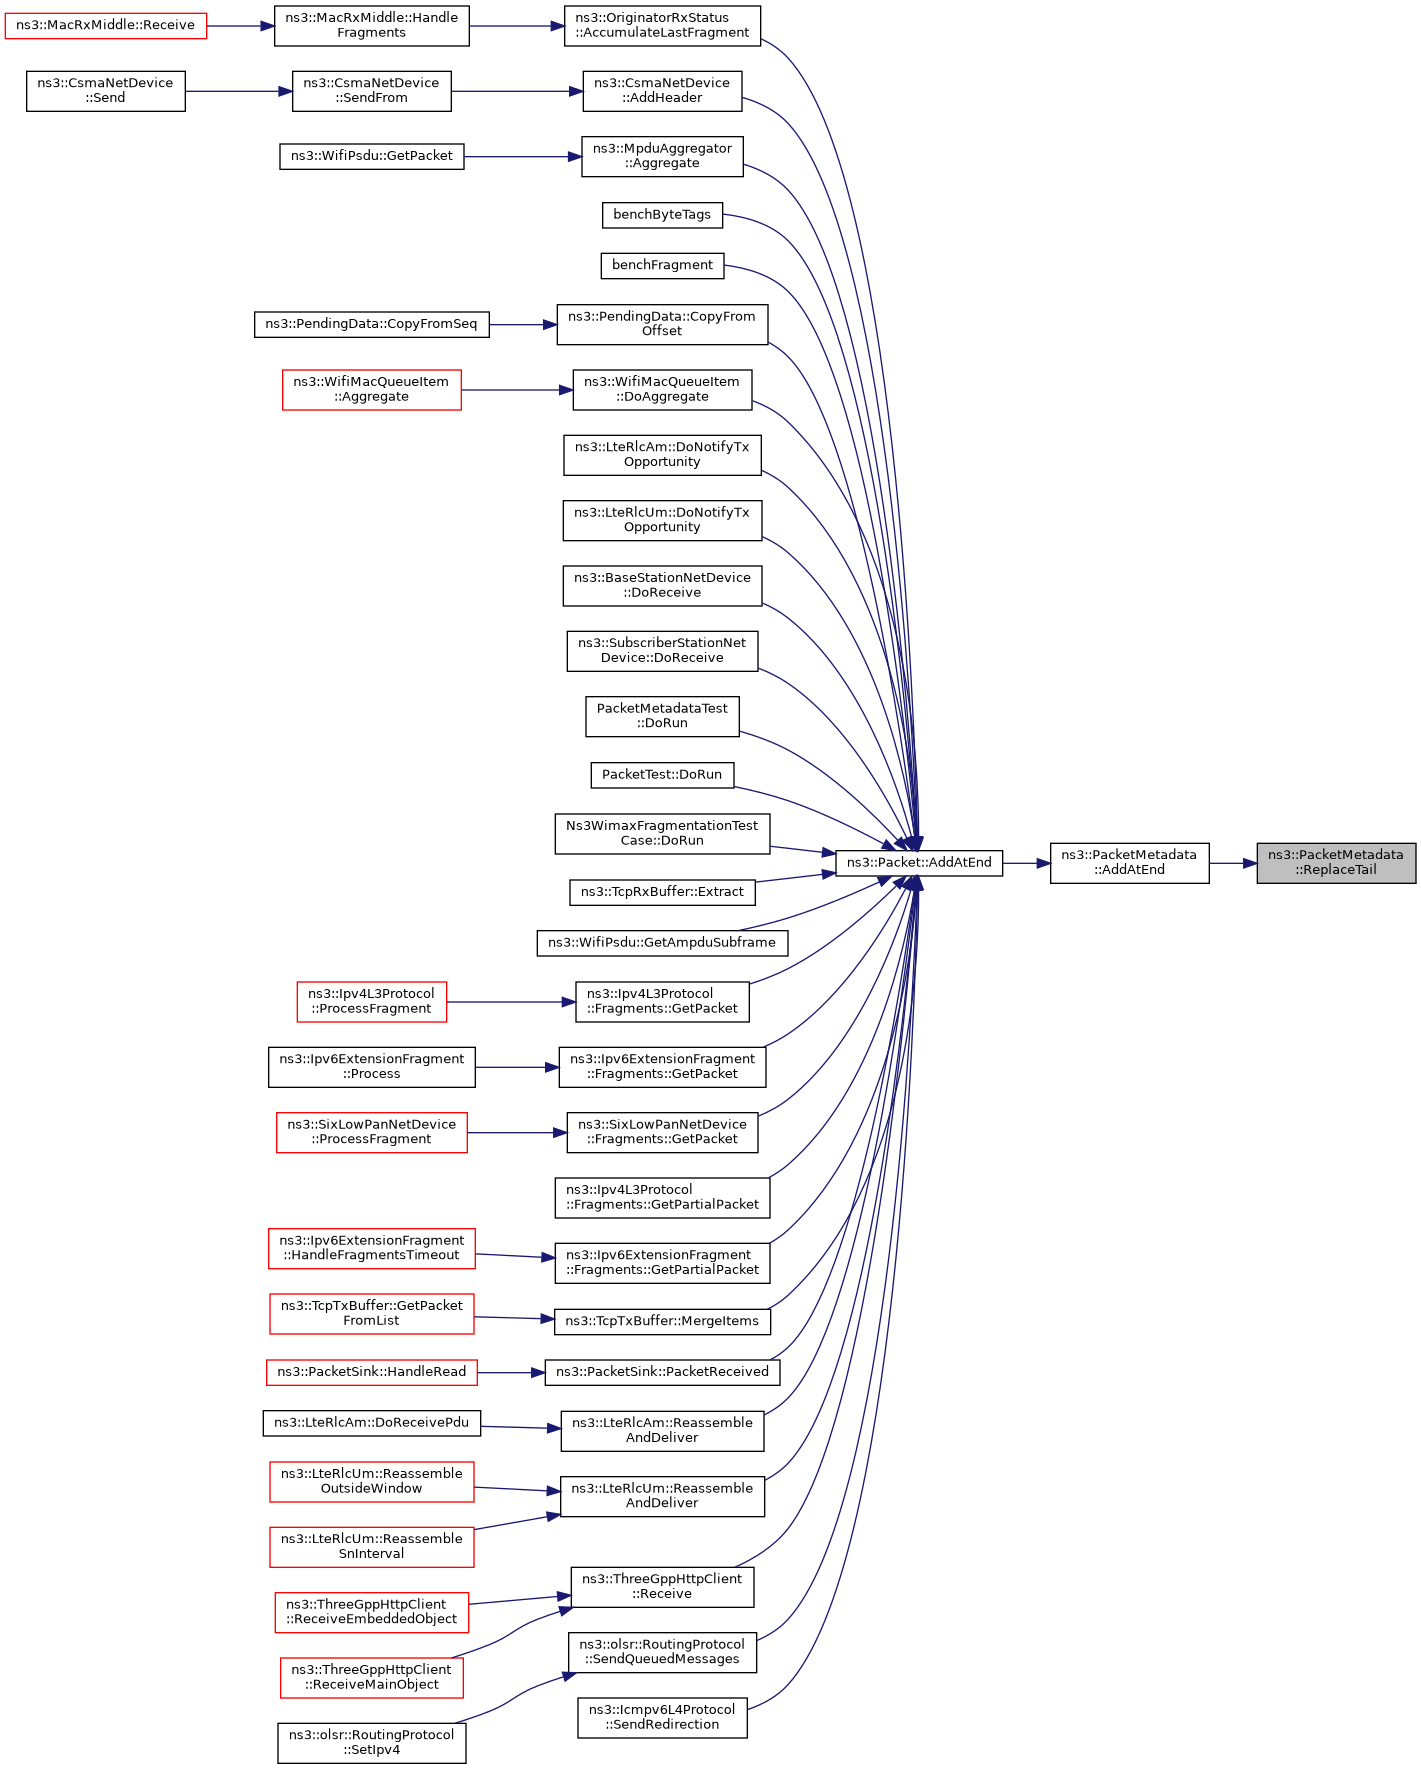 ns3::MacRxMiddle::Receive
ns3::MacRxMiddle::Handle
Fragments
ns3::OriginatorRxStatus
::AccumulateLastFragment
ns3::CsmaNetDevice
::Send
ns3::CsmaNetDevice
::SendFrom
ns3::CsmaNetDevice
::AddHeader
ns3::WifiPsdu::GetPacket
ns3::MpduAggregator
::Aggregate
benchByteTags
benchFragment
ns3::PendingData::CopyFromSeq
ns3::PendingData::CopyFrom
Offset
ns3::WifiMacQueueItem
::Aggregate
ns3::WifiMacQueueItem
::DoAggregate
ns3::LteRlcAm::DoNotifyTx
Opportunity
ns3::LteRlcUm::DoNotifyTx
Opportunity
ns3::BaseStationNetDevice
::DoReceive
ns3::SubscriberStationNet
Device::DoReceive
PacketMetadataTest
::DoRun
PacketTest::DoRun
Ns3WimaxFragmentationTest
Case::DoRun
ns3::Packet::AddAtEnd
ns3::PacketMetadata
::AddAtEnd
ns3::PacketMetadata
::ReplaceTail
ns3::TcpRxBuffer::Extract
ns3::WifiPsdu::GetAmpduSubframe
ns3::Ipv4L3Protocol
::ProcessFragment
ns3::Ipv4L3Protocol
::Fragments::GetPacket
ns3::Ipv6ExtensionFragment
::Process
ns3::Ipv6ExtensionFragment
::Fragments::GetPacket
ns3::SixLowPanNetDevice
::ProcessFragment
ns3::SixLowPanNetDevice
::Fragments::GetPacket
ns3::Ipv4L3Protocol
::Fragments::GetPartialPacket
ns3::Ipv6ExtensionFragment
::HandleFragmentsTimeout
ns3::Ipv6ExtensionFragment
::Fragments::GetPartialPacket
ns3::TcpTxBuffer::GetPacket
FromList
ns3::TcpTxBuffer::MergeItems
ns3::PacketSink::HandleRead
ns3::PacketSink::PacketReceived
ns3::LteRlcAm::DoReceivePdu
ns3::LteRlcAm::Reassemble
AndDeliver
ns3::LteRlcUm::Reassemble
OutsideWindow
ns3::LteRlcUm::Reassemble
AndDeliver
ns3::LteRlcUm::Reassemble
SnInterval
ns3::ThreeGppHttpClient
::Receive
ns3::ThreeGppHttpClient
::ReceiveEmbeddedObject
ns3::ThreeGppHttpClient
::ReceiveMainObject
ns3::olsr::RoutingProtocol
::SendQueuedMessages
ns3::Icmpv6L4Protocol
::SendRedirection
ns3::olsr::RoutingProtocol
::SetIpv4